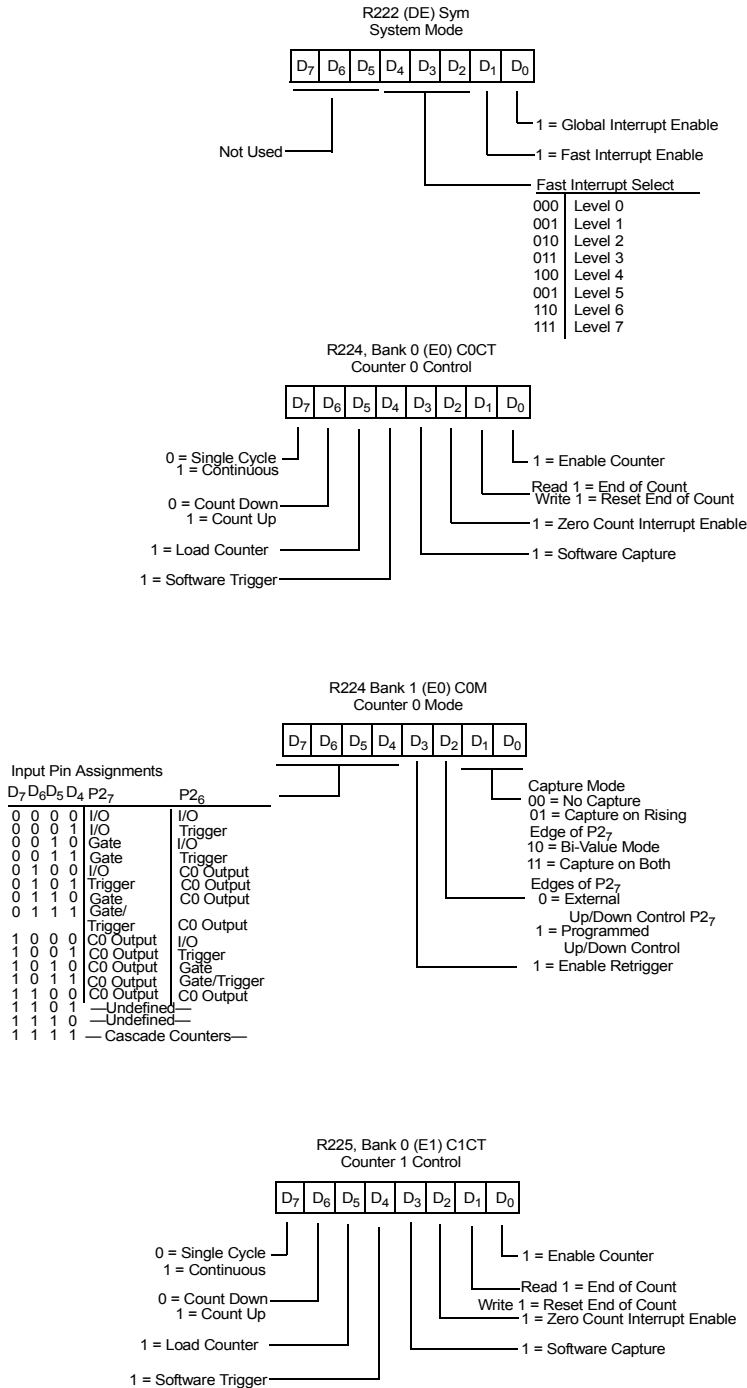 R222 (DE) Sym
System Mode
D7 D6 D5 D4 D3 D2 D1 D0
1 = Global Interrupt Enable
Not Used
1 = Fast Interrupt Enable
Fast Interrupt Select
000 Level 0
001 Level 1
010 Level 2
011 Level 3
100 Level 4
001 Level 5
110 Level 6
111 Level 7
R224, Bank 0 (E0) C0CT
Counter 0 Control
D7 D6 D5 D4 D3 D2 D1 D0
0 = Single Cycle
1 = Continuous
1 = Enable Counter
Read 1 = End of Count
Write 1 = Reset End of Count
0 = Count Down
1 = Count Up
1 = Zero Count Interrupt Enable
1 = Load Counter
1 = Software Capture
1 = Software Trigger
R224 Bank 1 (E0) C0M
Counter 0 Mode
D7 D6 D5 D4 D3 D2 D1 D0
Input Pin Assignments
D7 D6 D5 D4 P27 P26
0 0 0 0 I/O I/O
0 0 0 1 I/O Trigger
0 0 1 0 Gate I/O
0 0 1 1 Gate Trigger
0 1 0 0 I/O C0 Output
0 1 0 1 Trigger C0 Output
0 1 1 0 Gate C0 Output
0 1 1 1 Gate/
Trigger C0 Output
1 0 0 0 C0 Output I/O
1 0 0 1 C0 Output Trigger
1 0 1 0 C0 Output Gate
1 0 1 1 C0 Output Gate/Trigger
1 1 0 0 C0 Output C0 Output
1 1 0 1 —Undefined—
1 1 1 0 —Undefined—
1 1 1 1 — Cascade Counters—
Capture Mode
00 = No Capture
01 = Capture on Rising
Edge of P27
10 = Bi-Value Mode
11 = Capture on Both
Edges of P27
0 = External
Up/Down Control P27
1 = Programmed
Up/Down Control
1 = Enable Retrigger
R225, Bank 0 (E1) C1CT
Counter 1 Control
D7 D6 D5 D4 D3 D2 D1 D0
0 = Single Cycle
1 = Continuous
1 = Enable Counter
0 = Count Down
1 = Count Up
Read 1 = End of Count
Write 1 = Reset End of Count
1 = Zero Count Interrupt Enable
1 = Load Counter
1 = Software Capture
1 = Software Trigger